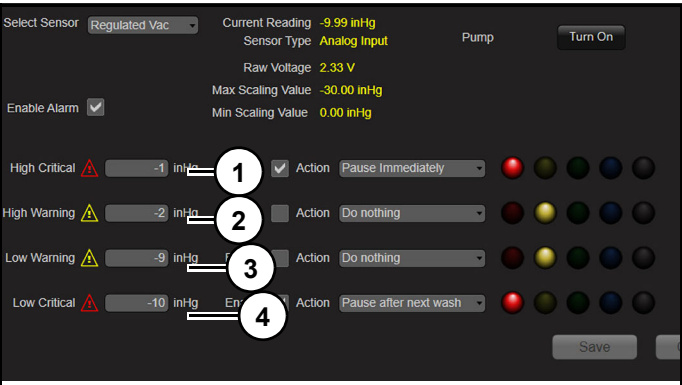 Select Sensor Regulated Vac Current Reading -9.99 inHg
Sensor Type Analog Input Pump Turn On
Raw Voltage 2.33 V
Max Scaling Value -30.00 inHg
Enable Alarm Min Scaling Value 0.00 inHg
High Critical -1 inHg 1 Action Pause Immediately
High Warning -2 inHg 2 Action Do nothing
Low Warning -9 inHg 3 Action Do nothing
Low Critical -10 inHg 4 Action Pause after next wash
Save